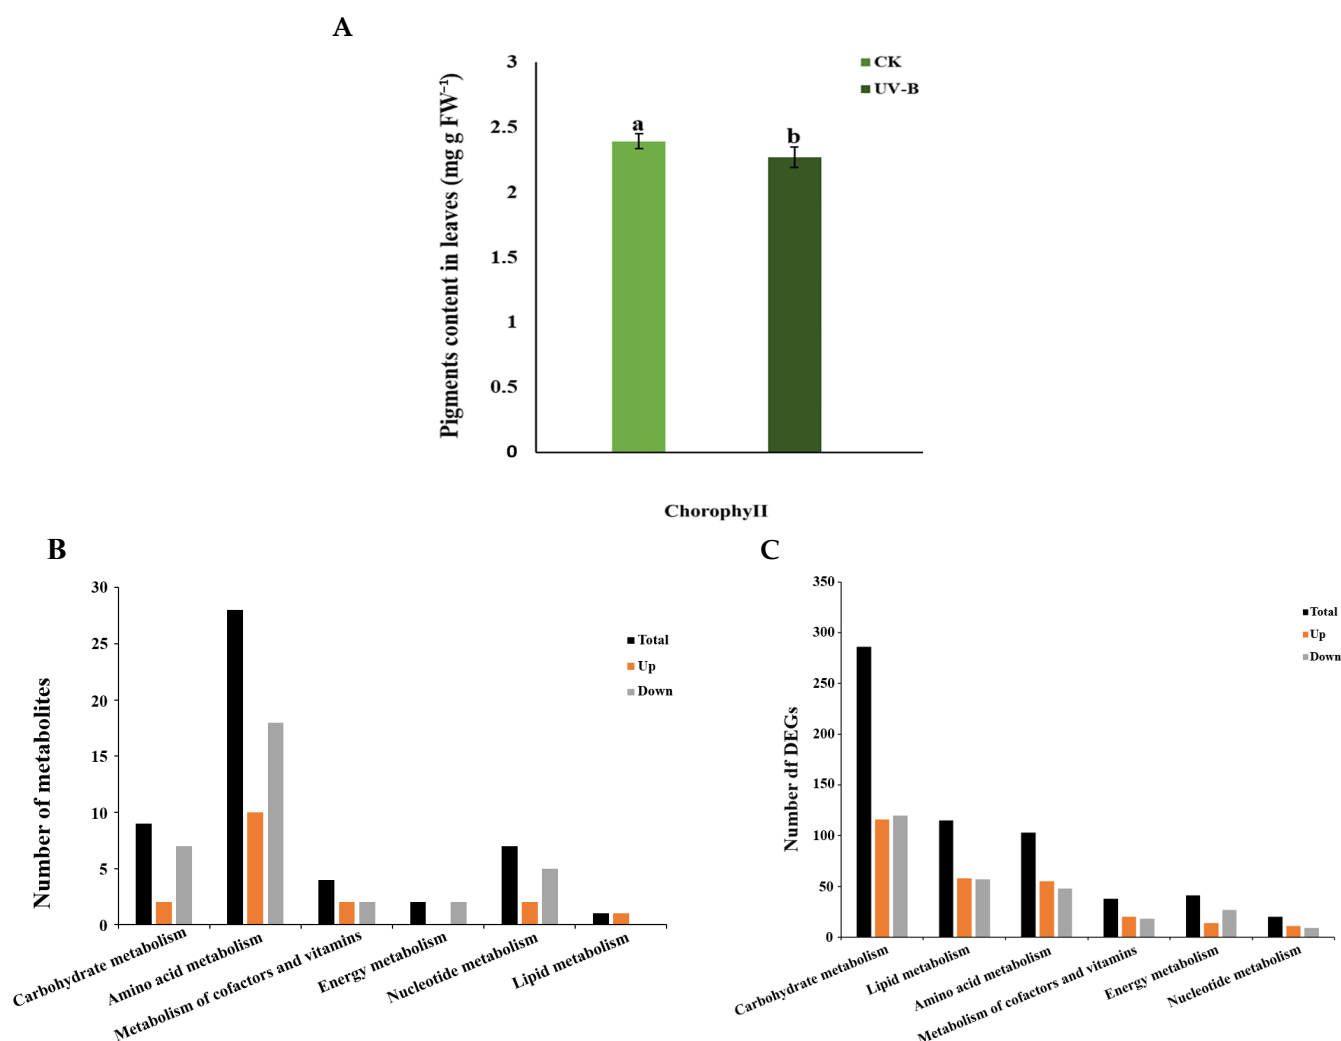 A
Pigments content in leaves (mg g FW⁻¹)
3
2.5
2
1.5
1
0.5
0
a
b
CK
UV-B
ChorophyII
B
Number of metabolites
30
25
20
15
10
5
0
Total
Up
Down
Carbohydrate metabolism
Amino acid metabolism
Metabolism of cofactors and vitamins
Energy metabolism
Nucleotide metabolism
Lipid metabolism
C
Number df DEGs
350
300
250
200
150
100
50
0
Total
Up
Down
Carbohydrate metabolism
Lipid metabolism
Amino acid metabolism
Metabolism of cofactors and vitamins
Energy metabolism
Nucleotide metabolism